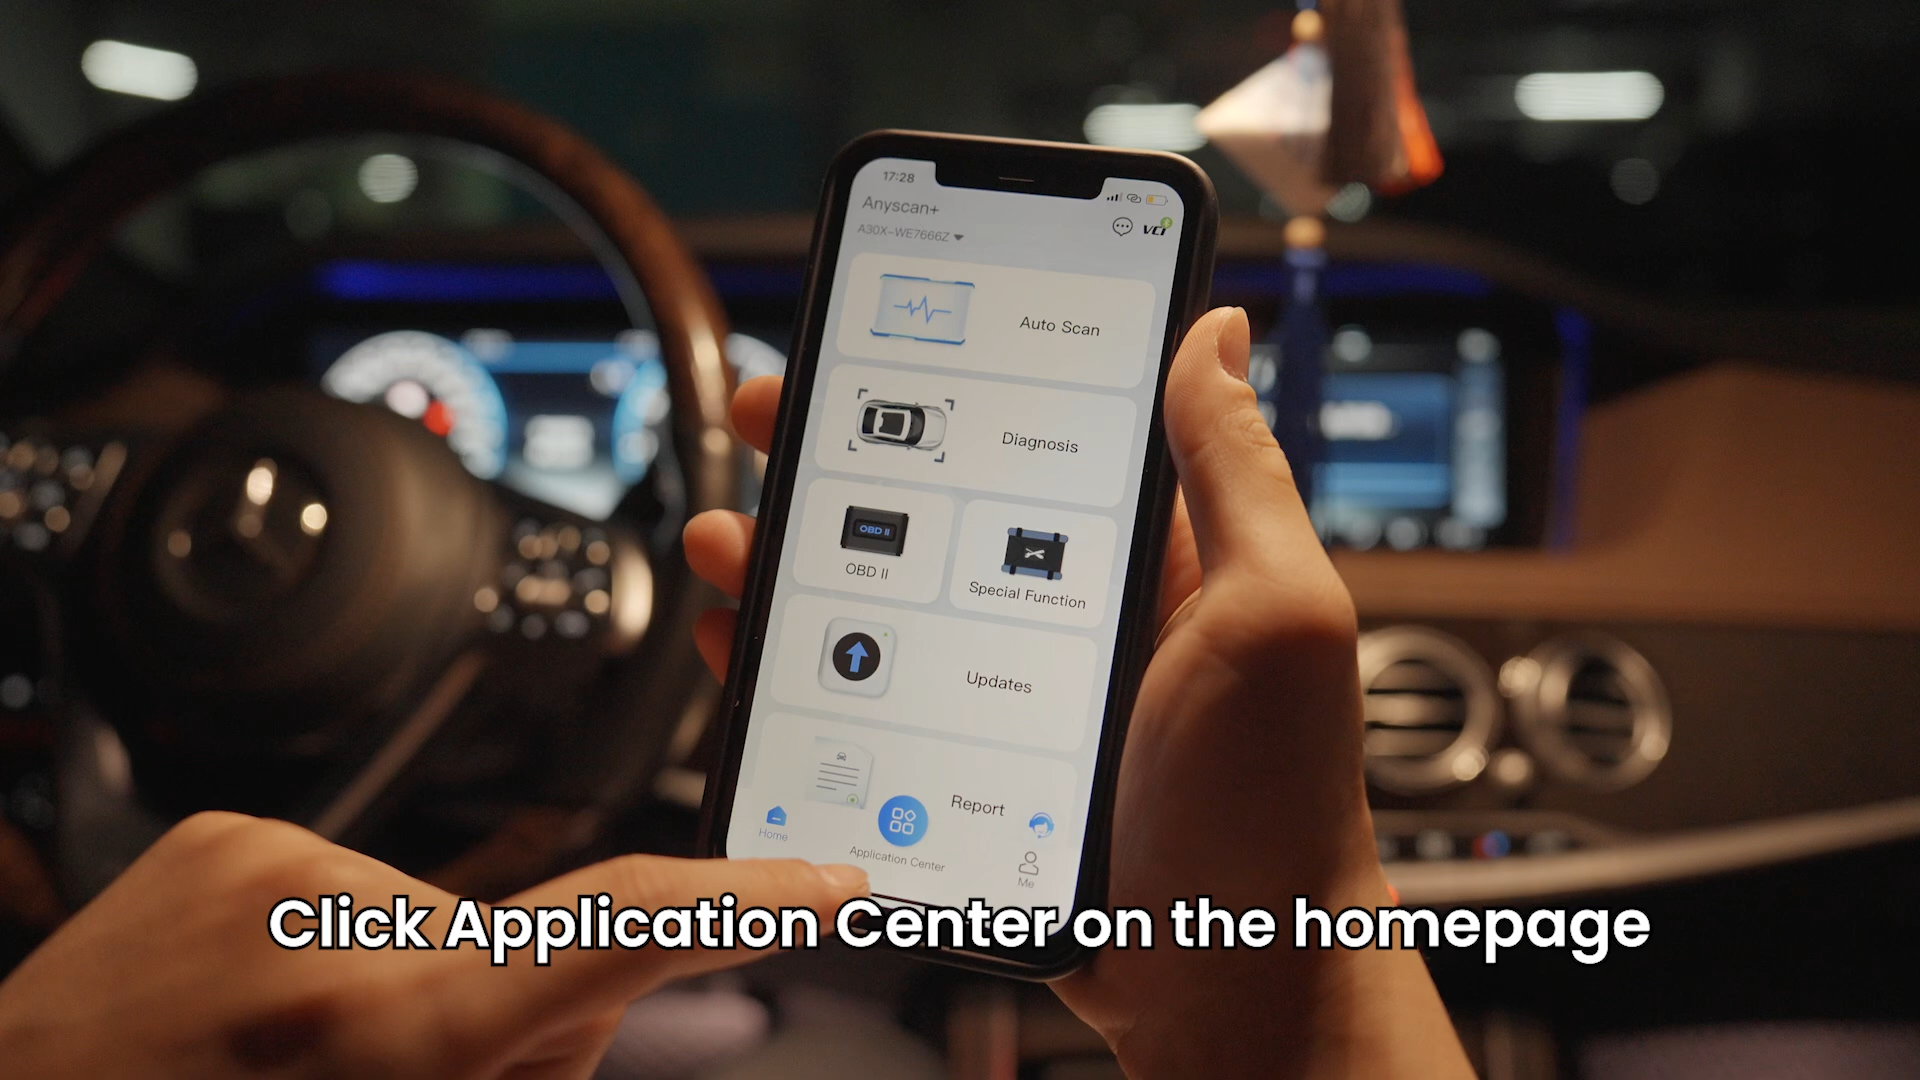 17:28
Anyscan+
A30X-WE7666Z
VCI
Auto Scan
Diagnosis
OBD II
OBD II
Special Function
Updates
Report
Home
Application Center
Me
Click Application Center on the homepage